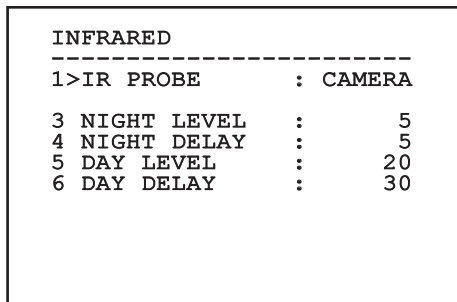 INFRARED
------------------------
1>IR PROBE : CAMERA
3 NIGHT LEVEL : 5
4 NIGHT DELAY : 5
5 DAY LEVEL : 20
6 DAY DELAY : 30